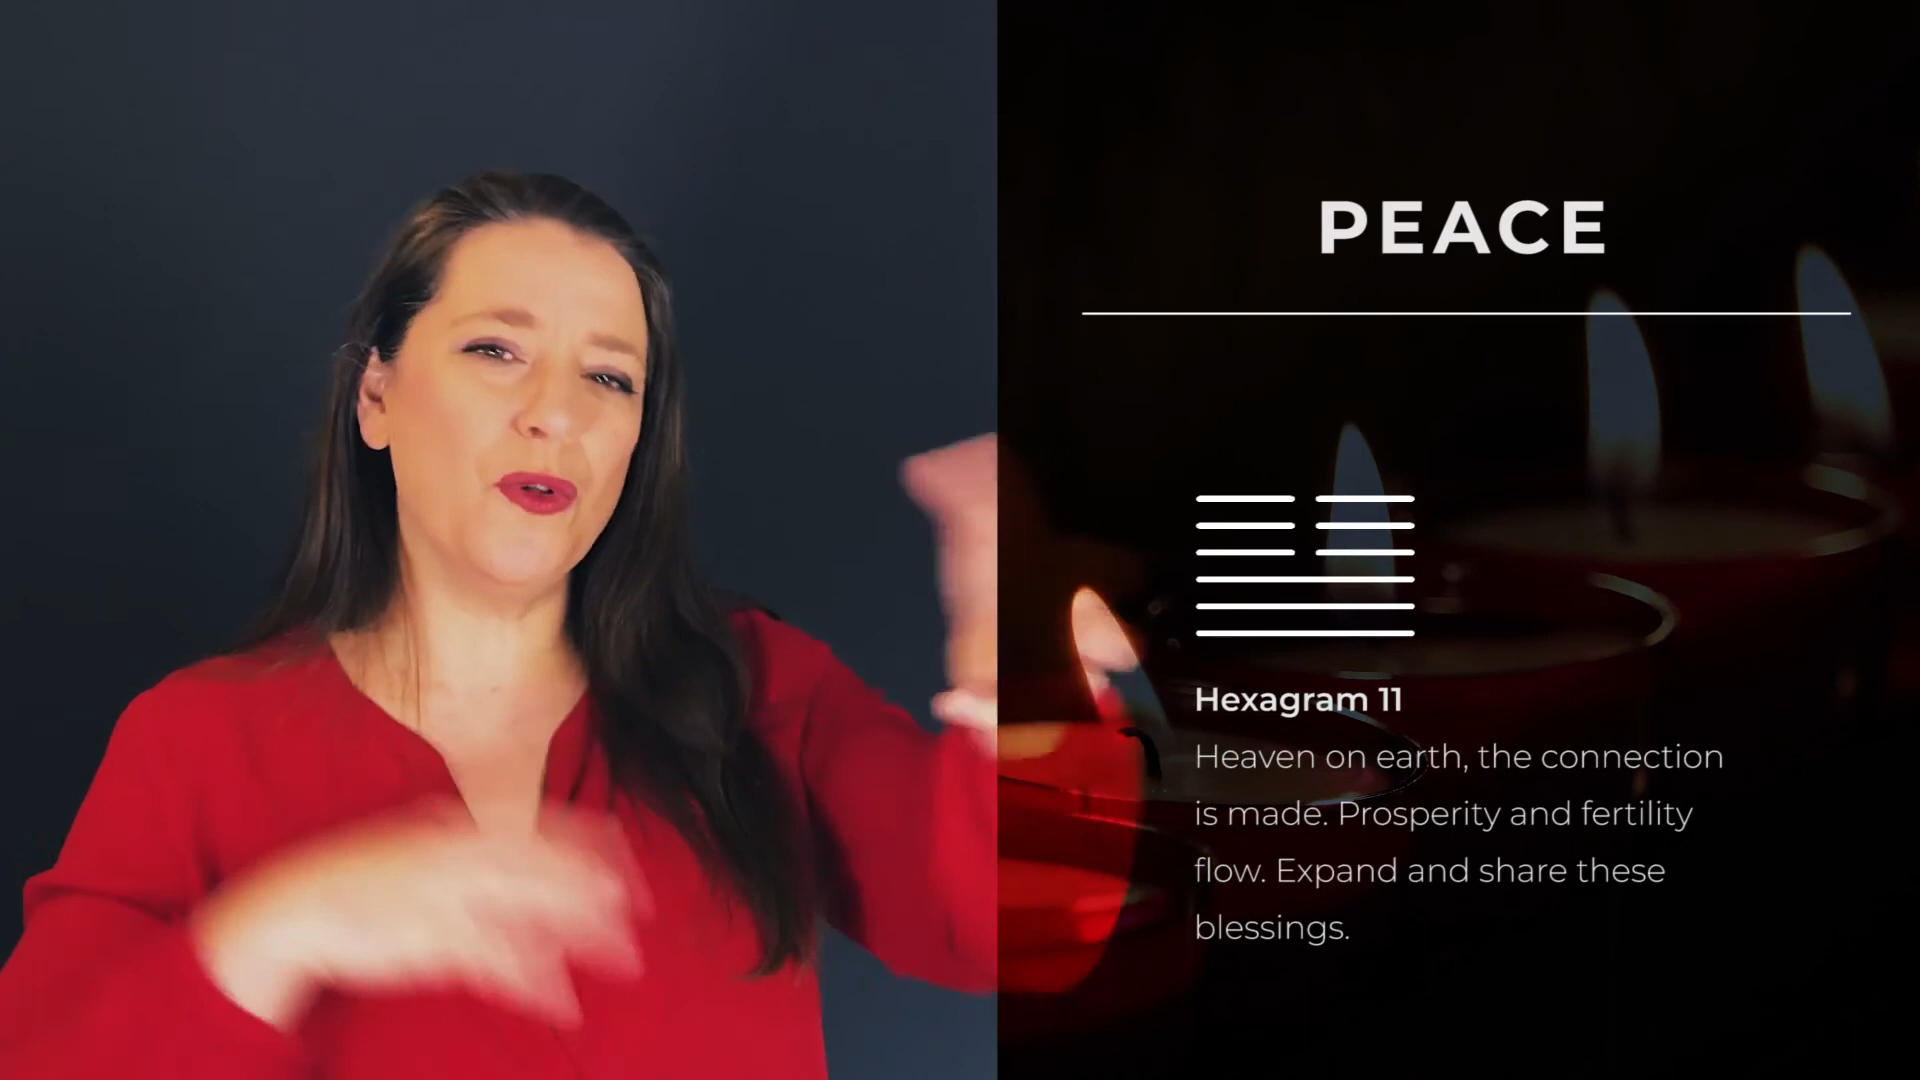 PEACE
Hexagram 11
Heaven on earth, the connection
is made. Prosperity and fertility
flow. Expand and share these
blessings.